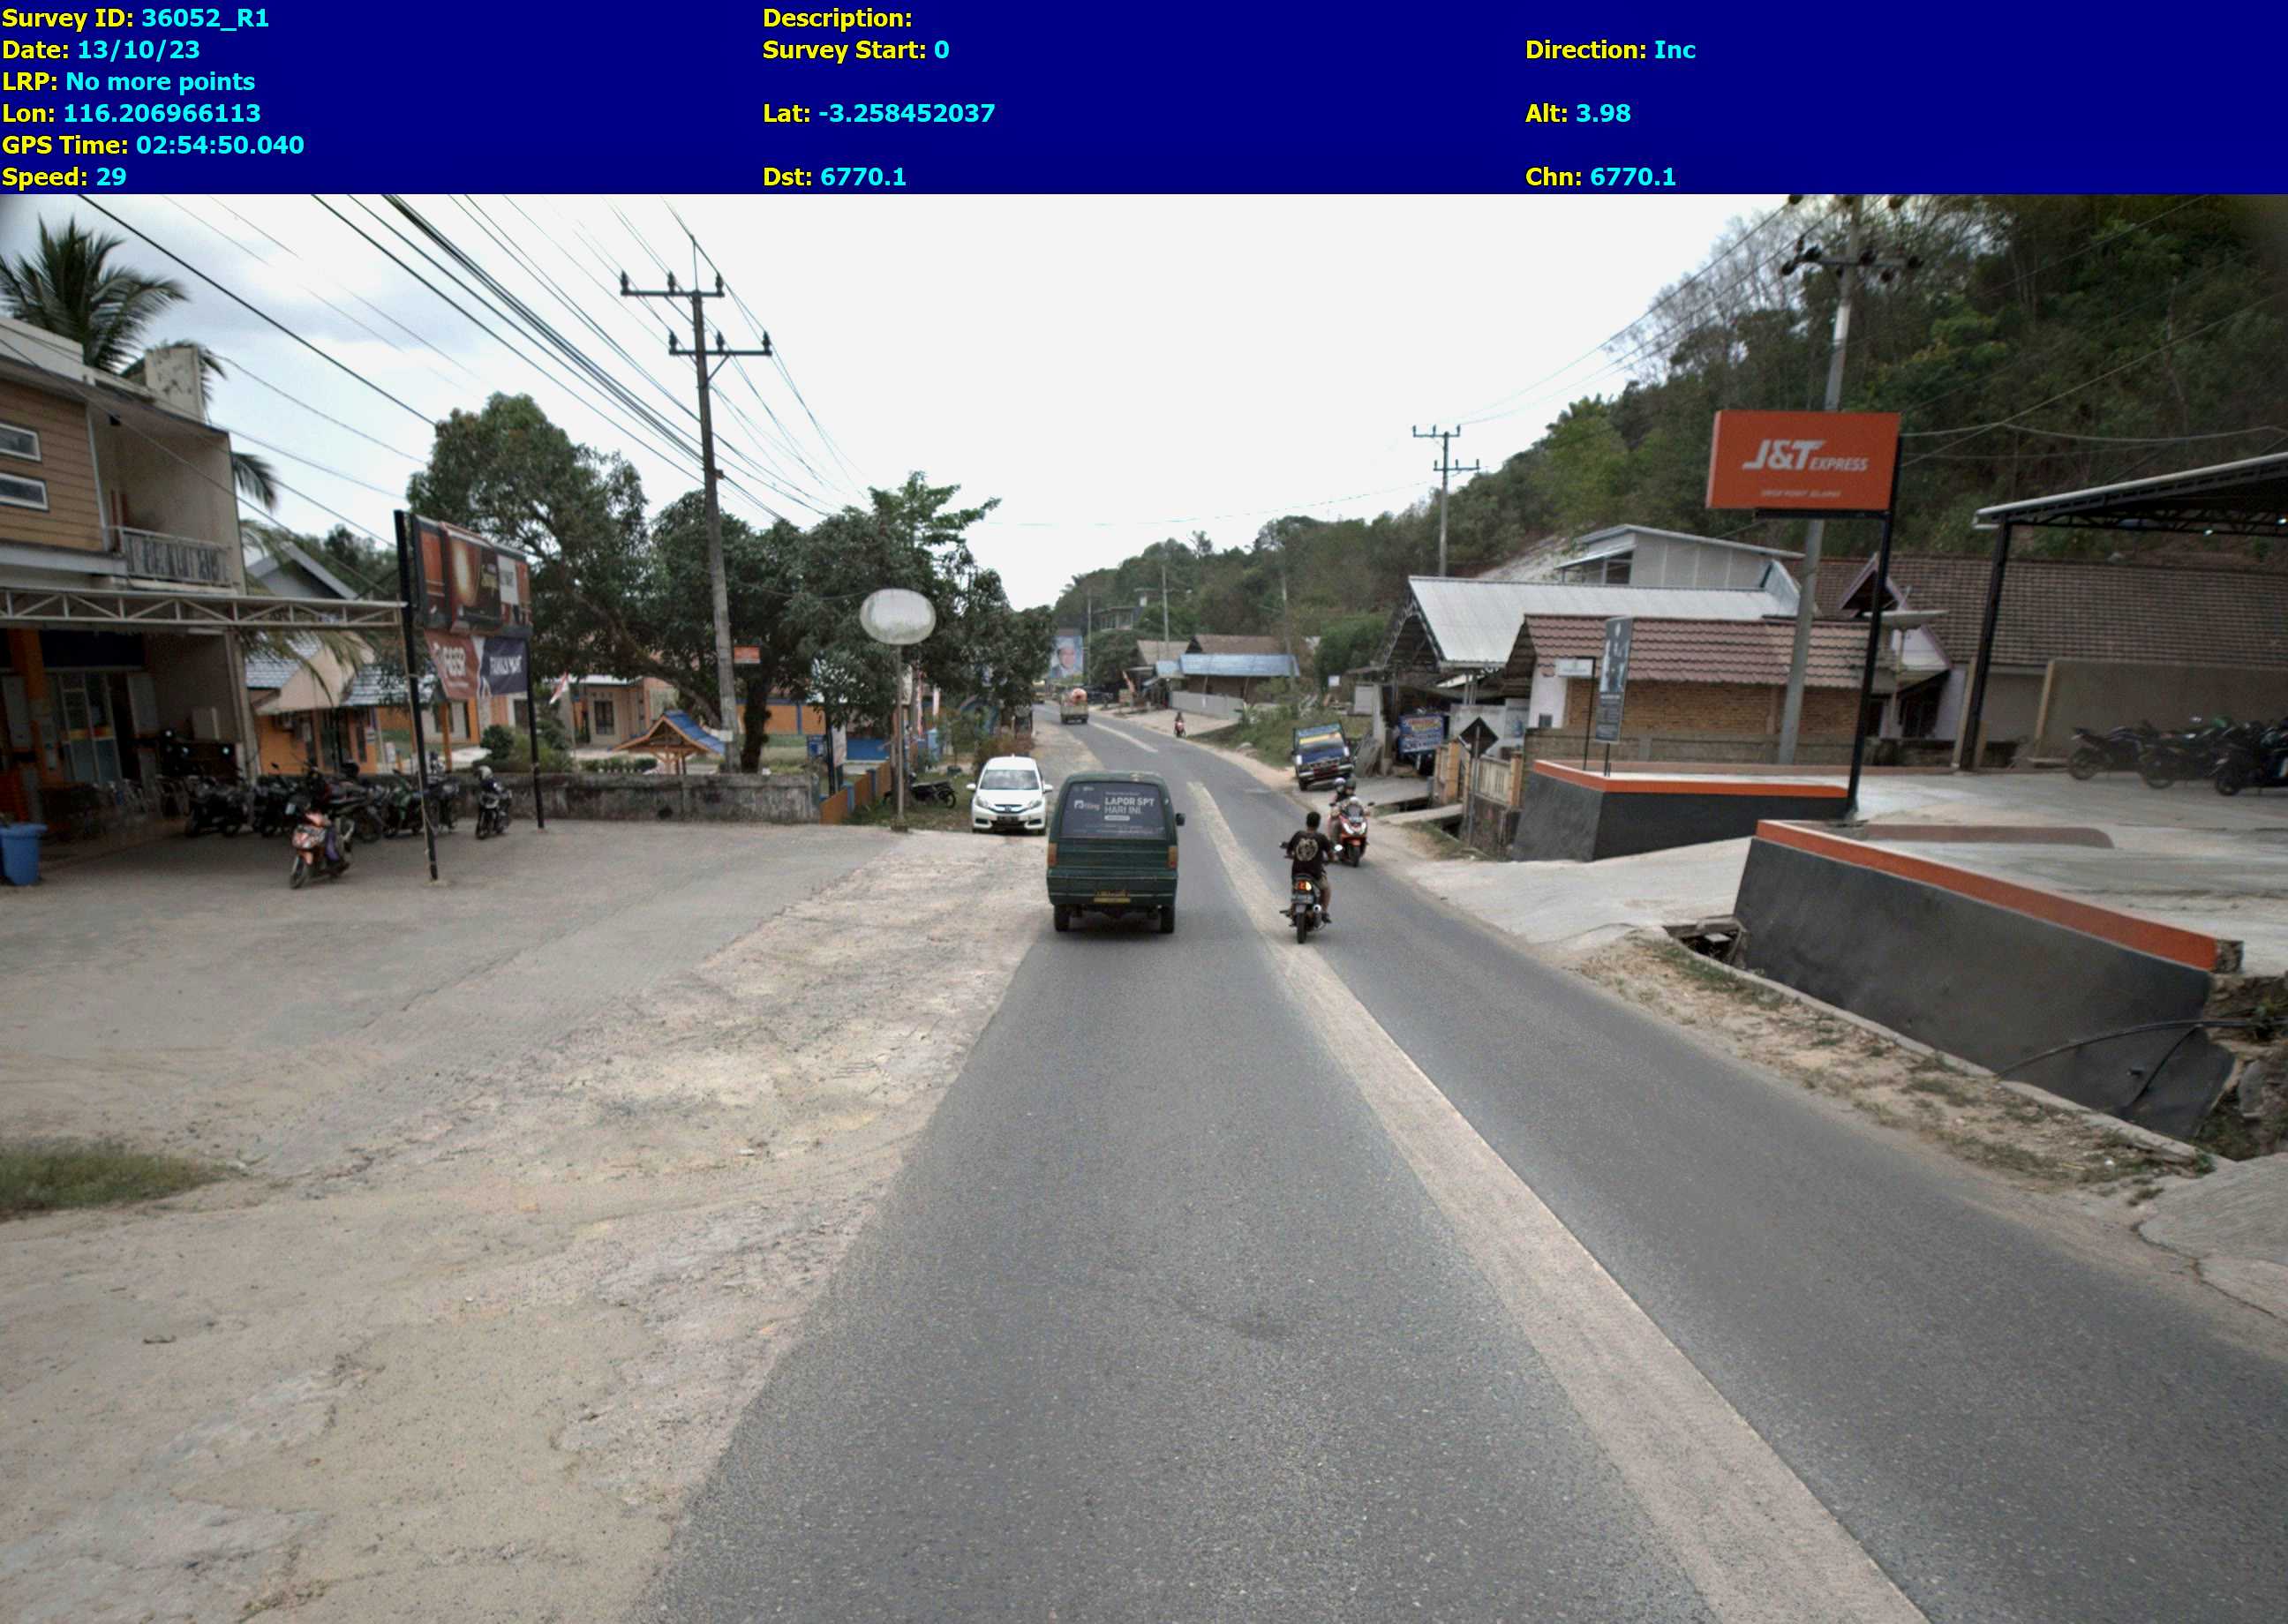 Survey ID: 36052_R1
Description:
Date: 13/10/23
Survey Start: 0
Direction: Inc
LRP: No more points
Lon: 116.206966113
Lat: -3.258452037
Alt: 3.98
GPS Time: 02:54:50.040
Speed: 29
Dst: 6770.1
Chn: 6770.1
J&T EXPRESS
LAPOR SPT
HARI INI.